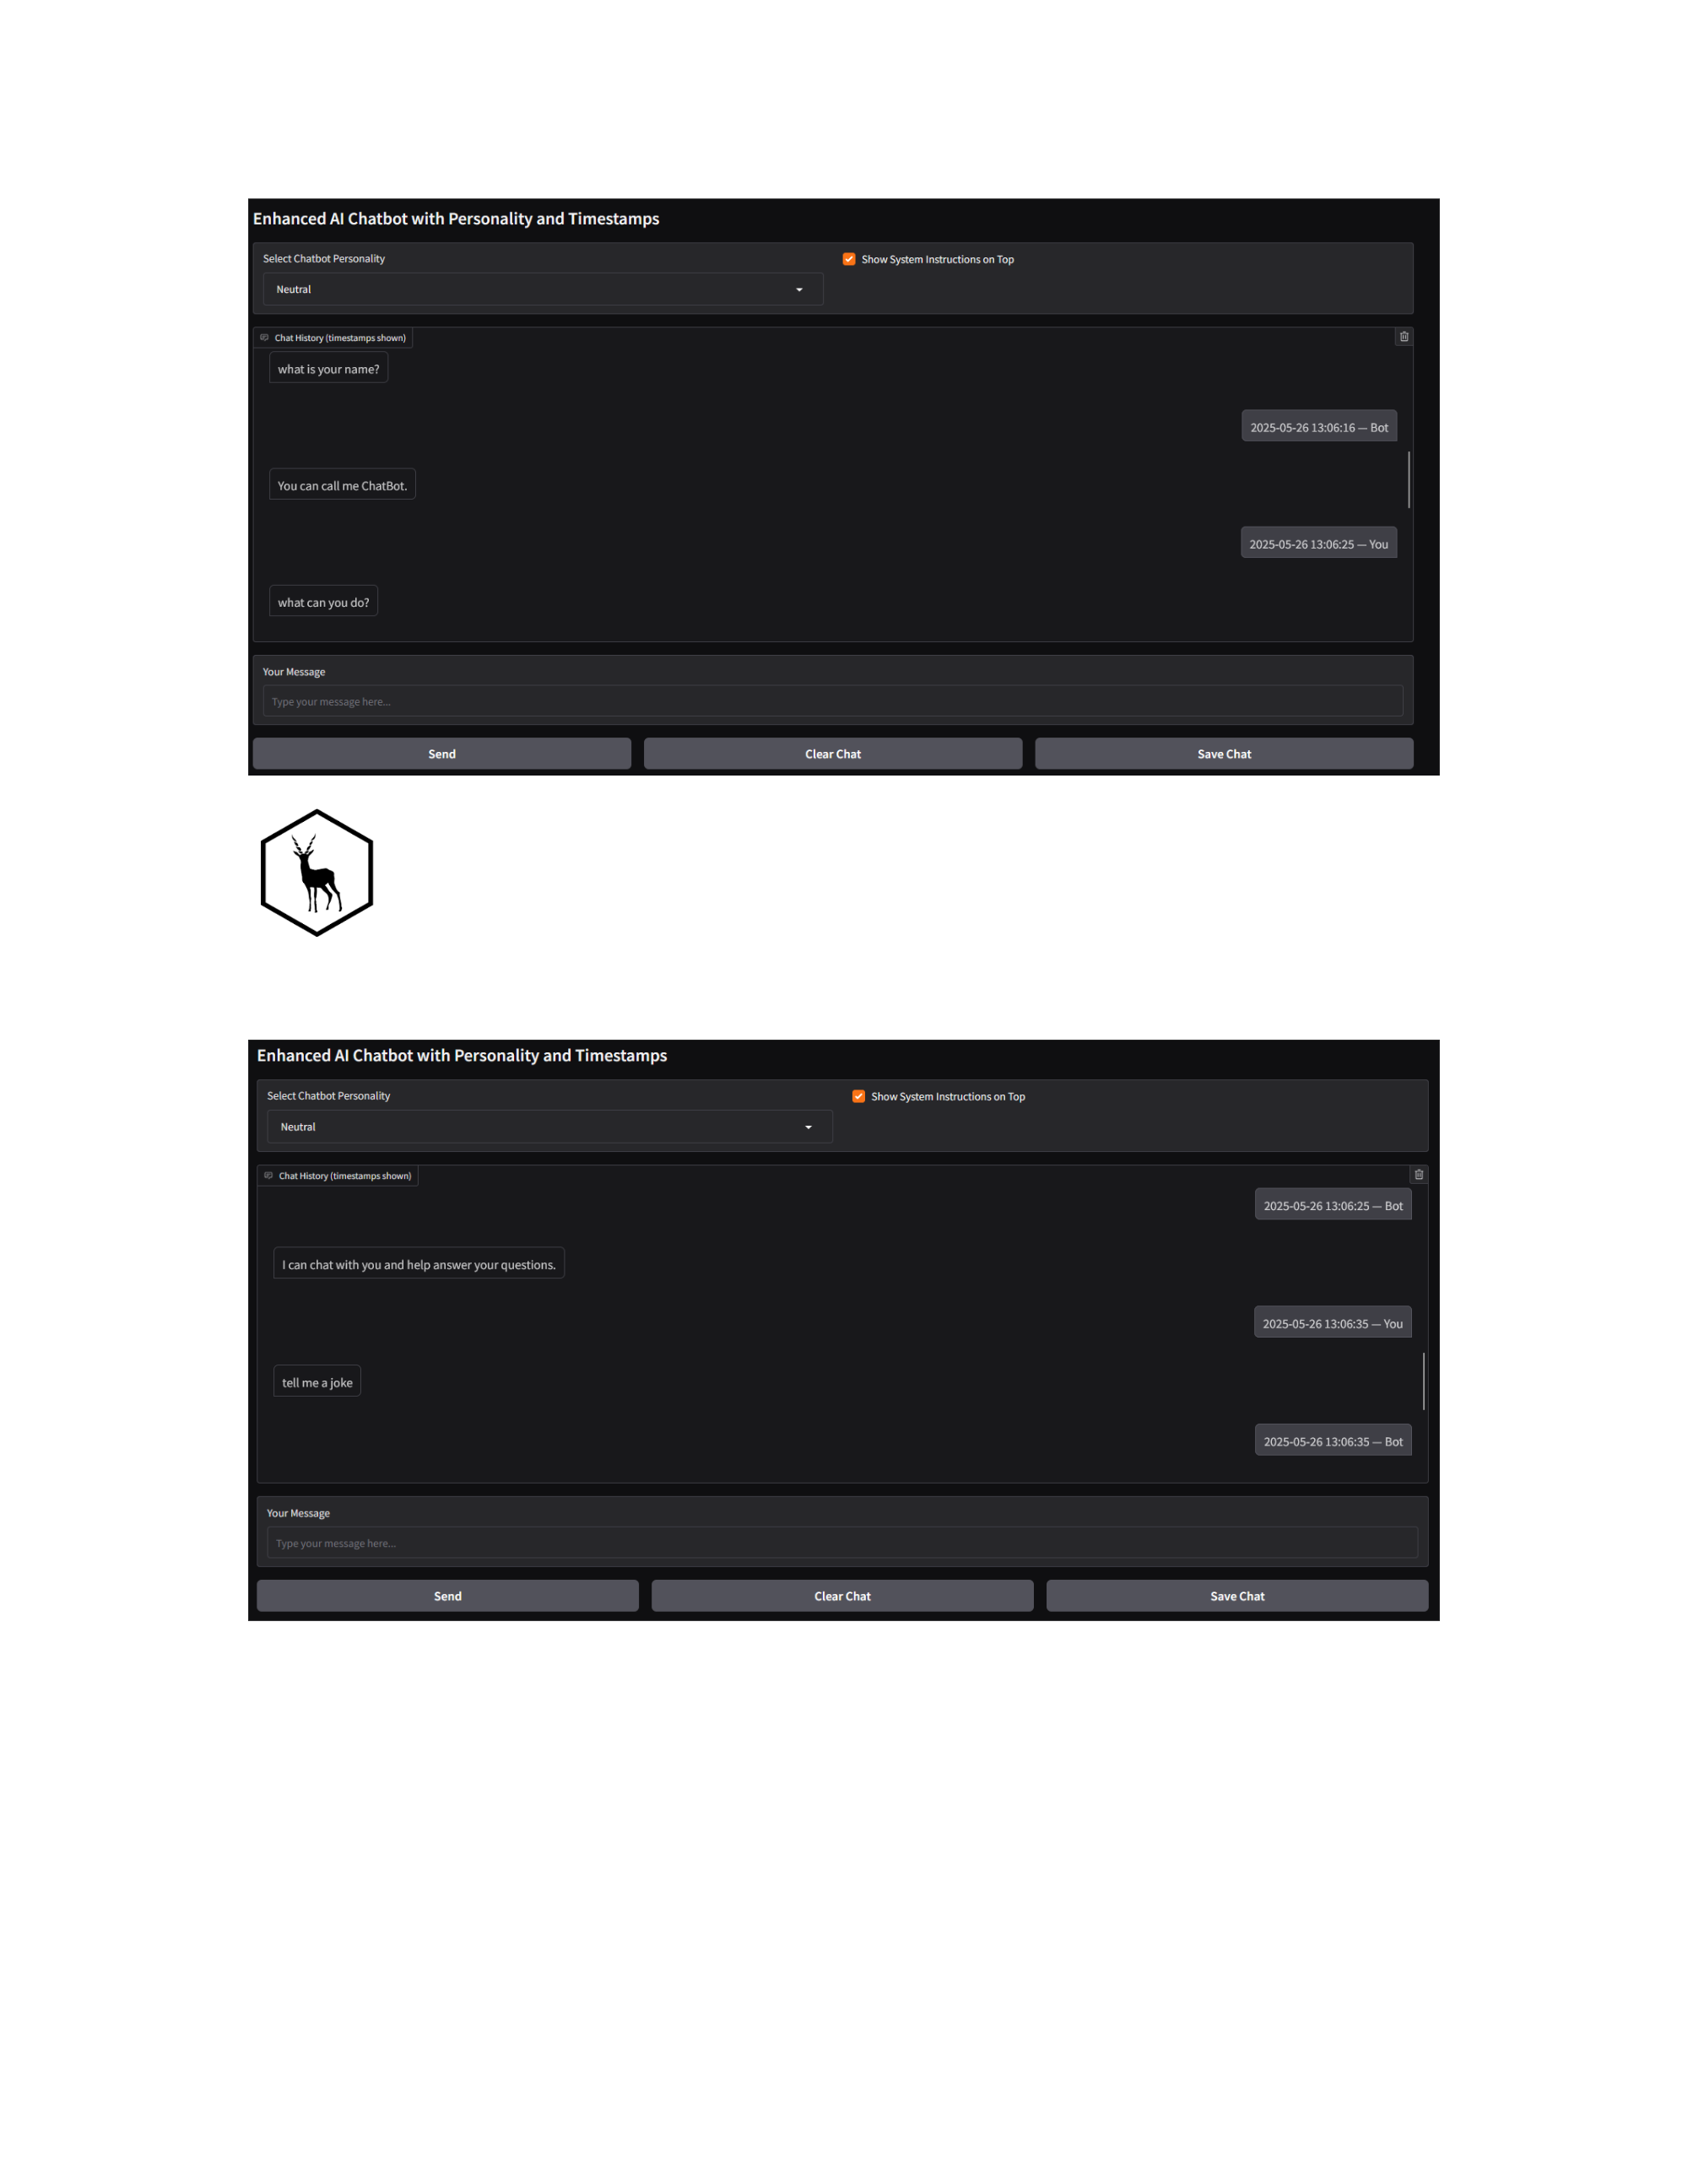 Enhanced AI Chatbot with Personality and Timestamps
Select Chatbot Personality
Show System Instructions on Top
Neutral
Chat History (timestamps shown)
what is your name?
2025-05-26 13:06:16 — Bot
You can call me ChatBot.
2025-05-26 13:06:25 — You
what can you do?
Your Message
Type your message here...
Send
Clear Chat
Save Chat
Enhanced AI Chatbot with Personality and Timestamps
Select Chatbot Personality
Show System Instructions on Top
Neutral
Chat History (timestamps shown)
2025-05-26 13:06:25 — Bot
I can chat with you and help answer your questions.
2025-05-26 13:06:35 — You
tell me a joke
2025-05-26 13:06:35 — Bot
Your Message
Type your message here...
Send
Clear Chat
Save Chat